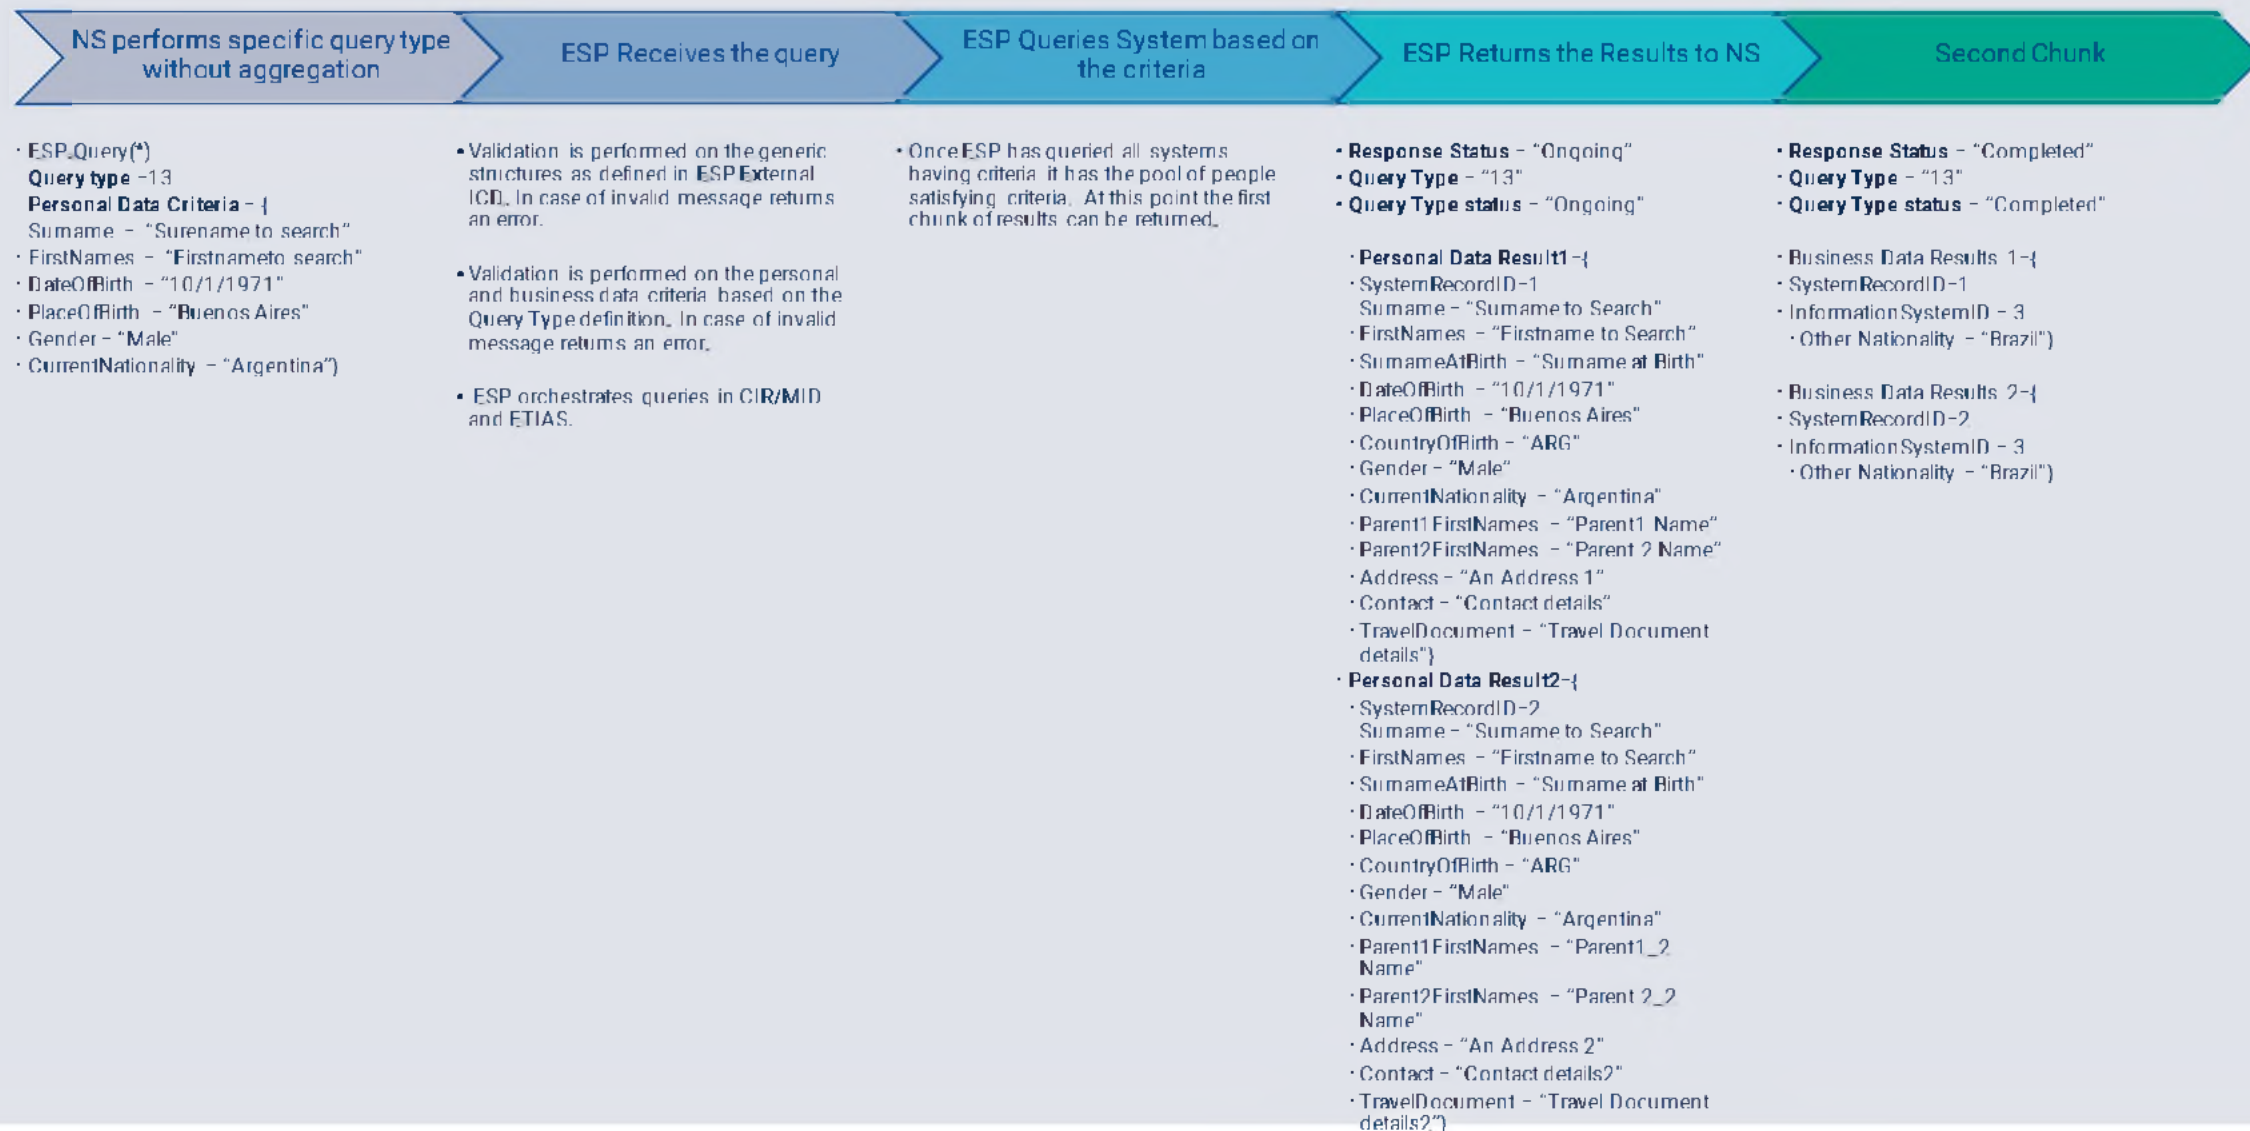 NS performs specific query type
without aggregation
ESP Receives the query
ESP Queries System based on
the criteria
ESP Returns the Results to NS
Second Chunk
· ESP.Query(*)
Query type -13
Personal Data Criteria - {
Surname - "Surename to search"
· FirstNames - "Firstnameto search"
· DateOfBirth - "10/1/1971"
· PlaceOfBirth - "Buenos Aires"
· Gender - "Male"
· CurrentNationality - "Argentina"}
• Validation is performed on the generic
structures as defined in ESP External
ICD. In case of invalid message returns
an error.
• Validation is performed on the personal
and business data criteria based on the
Query Type definition. In case of invalid
message returns an error.
• ESP orchestrates queries in CIR/MID
and ETIAS.
• Once ESP has queried all systems
having criteria it has the pool of people
satisfying criteria. At this point the first
chunk of results can be returned.
• Response Status - "Ongoing"
• Query Type - "13"
• Query Type status - "Ongoing"
· Personal Data Result1-{
· SystemRecordID-1
Surname - "Surname to Search"
· FirstNames - "Firstname to Search"
· SurnameAtBirth - "Surname at Birth"
· DateOfBirth - "10/1/1971"
· PlaceOfBirth - "Buenos Aires"
· CountryOfBirth - "ARG"
· Gender - "Male"
· CurrentNationality - "Argentina"
· Parent1FirstNames - "Parent1 Name"
· Parent2FirstNames - "Parent 2 Name"
· Address - "An Address 1"
· Contact - "Contact details"
· TravelDocument - "Travel Document
details"}
· Personal Data Result2-{
· SystemRecordID-2
Surname - "Surname to Search"
· FirstNames - "Firstname to Search"
· SurnameAtBirth - "Surname at Birth"
· DateOfBirth - "10/1/1971"
· PlaceOfBirth - "Buenos Aires"
· CountryOfBirth - "ARG"
· Gender - "Male"
· CurrentNationality - "Argentina"
· Parent1FirstNames - "Parent1_2
Name"
· Parent2FirstNames - "Parent 2_2
Name"
· Address - "An Address 2"
· Contact - "Contact details2"
· TravelDocument - "Travel Document
details2"}
• Response Status - "Completed"
• Query Type - "13"
• Query Type status - "Completed"
· Business Data Results 1-{
· SystemRecordID-1
· InformationSystemID - 3
· Other Nationality - "Brazil"}
· Business Data Results 2-{
· SystemRecordID-2
· InformationSystemID - 3
· Other Nationality - "Brazil"}